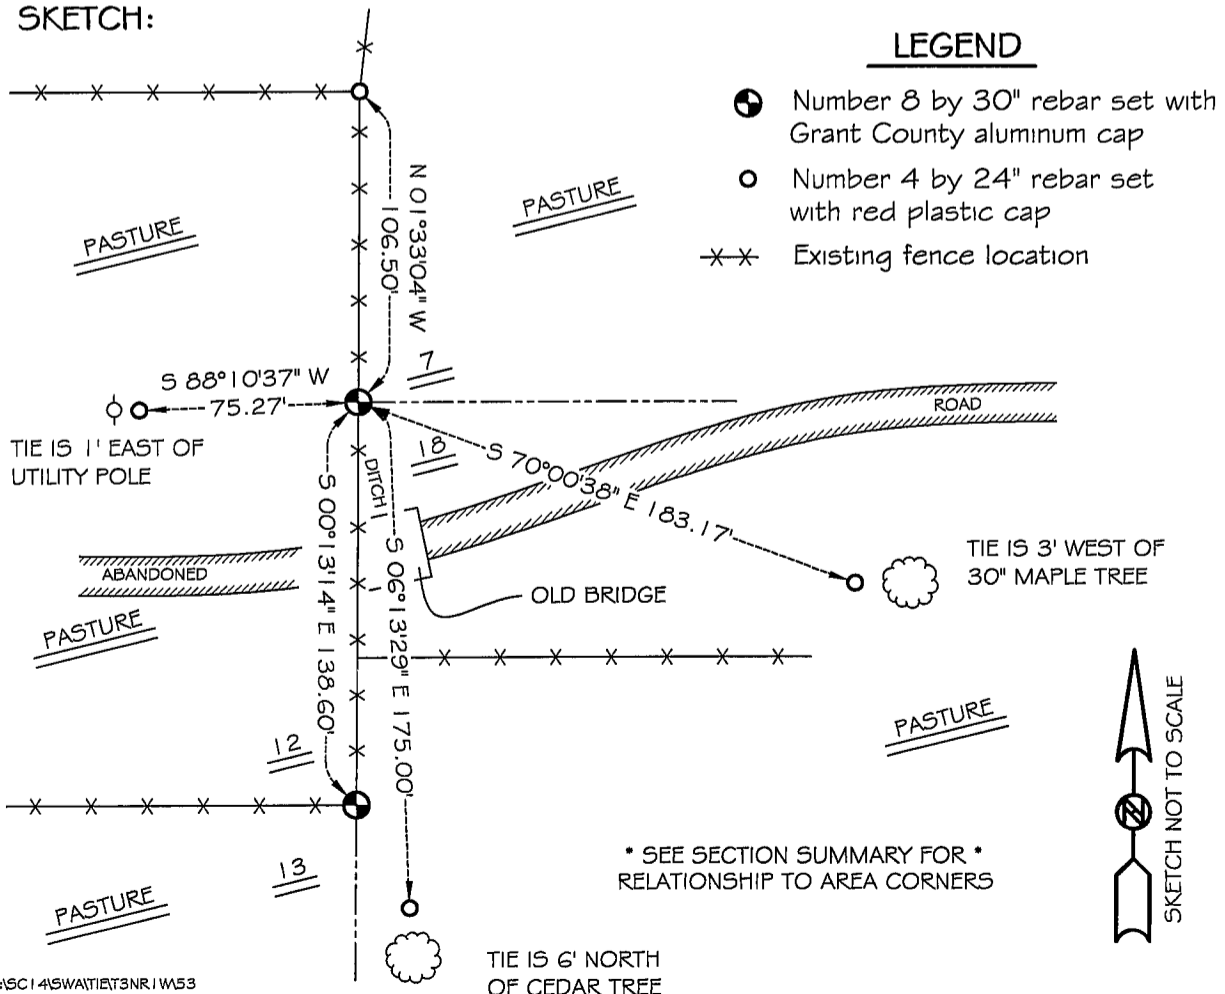 SKETCH:
LEGEND
Number 8 by 30" rebar set with
Grant County aluminum cap
Number 4 by 24" rebar set
with red plastic cap
Existing fence location
PASTURE
PASTURE
N 01°33'04" W
106.50'
7
S 88°10'37" W
75.27'
TIE IS 1' EAST OF
UTILITY POLE
18
DITCH
ROAD
S 70°00'38" E 183.17'
S 00°13'14" E 138.60'
S 06°13'29" E 175.00'
ABANDONED
OLD BRIDGE
TIE IS 3' WEST OF
30" MAPLE TREE
PASTURE
PASTURE
12
13
PASTURE
* SEE SECTION SUMMARY FOR *
RELATIONSHIP TO AREA CORNERS
N
SKETCH NOT TO SCALE
TIE IS 6' NORTH
OF CEDAR TREE
:\SC14\SWA\TIE\T3NR1W\53